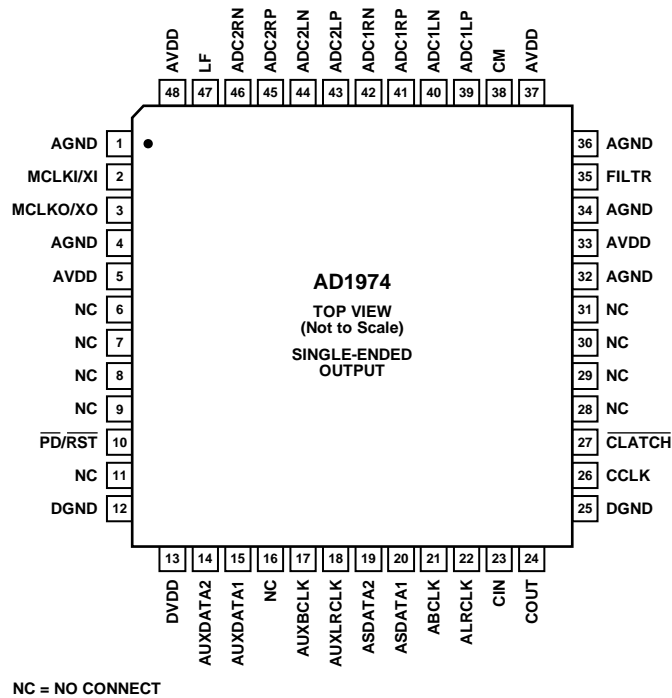 AVDD
LF
ADC2RN
ADC2RP
ADC2LN
ADC2LP
ADC1RN
ADC1RP
ADC1LN
ADC1LP
CM
AVDD
48
47
46
45
44
43
42
41
40
39
38
37
AGND 1
MCLKI/XI 2
MCLKO/XO 3
AGND 4
AVDD 5
NC 6
NC 7
NC 8
NC 9
PD/RST 10
NC 11
DGND 12
AD1974
TOP VIEW
(Not to Scale)
SINGLE-ENDED
OUTPUT
36 AGND
35 FILTR
34 AGND
33 AVDD
32 AGND
31 NC
30 NC
29 NC
28 NC
27 CLATCH
26 CCLK
25 DGND
13
14
15
16
17
18
19
20
21
22
23
24
DVDD
AUXDATA2
AUXDATA1
NC
AUXBCLK
AUXLRCLK
ASDATA2
ASDATA1
ABCLK
ALRCLK
CIN
COUT
NC = NO CONNECT